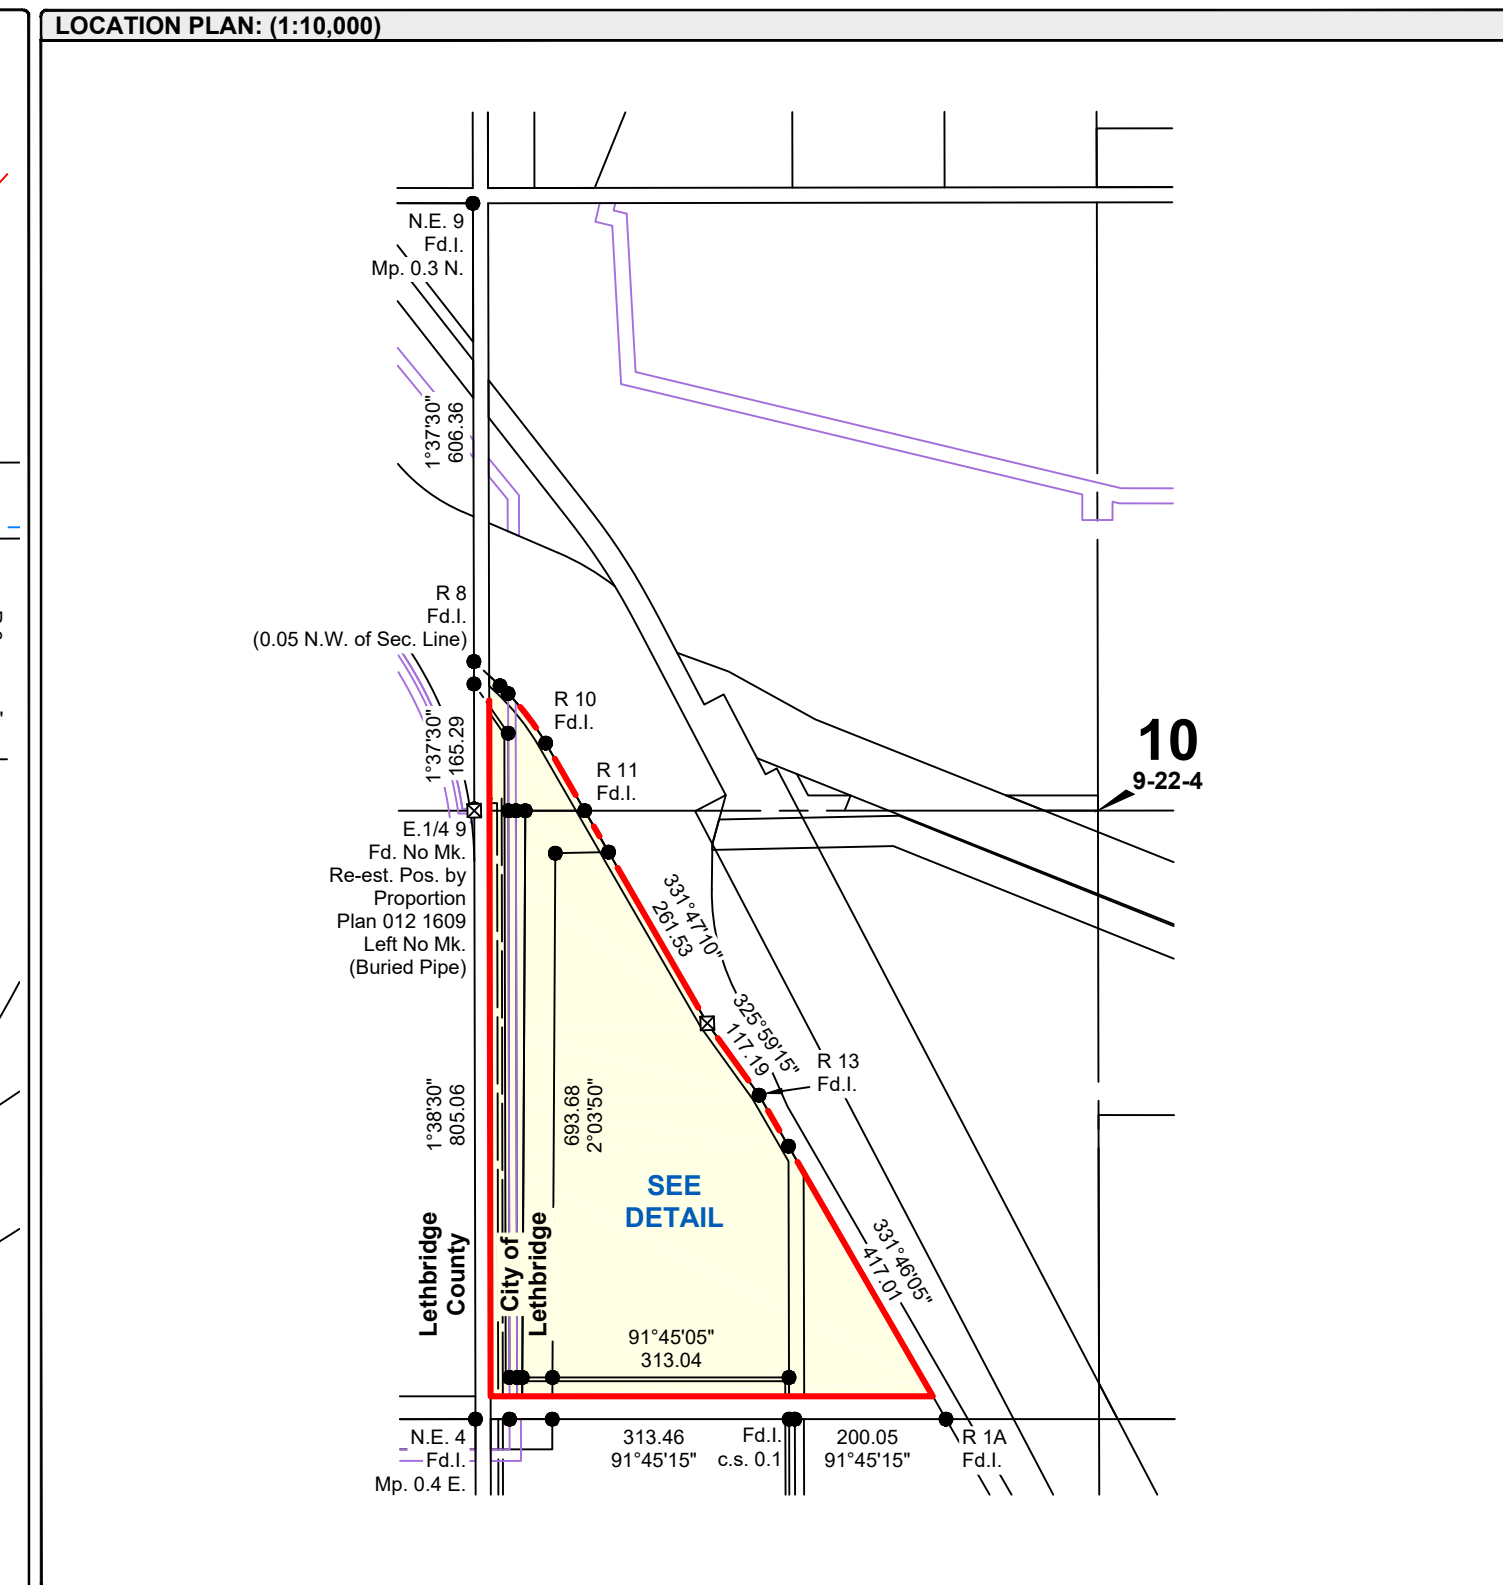 LOCATION PLAN: (1:10,000)
N.E. 9
Fd.I.
Mp. 0.3 N.
1°37'30"
606.36
R 8
Fd.I.
(0.05 N.W. of Sec. Line)
R 10
Fd.I.
1°37'30"
165.29
R 11
Fd.I.
10
9-22-4
E.1/4 9
Fd. No Mk.
Re-est. Pos. by
Proportion
Plan 012 1609
Left No Mk.
(Buried Pipe)
331°47'10"
261.53
325°59'15"
117.19
R 13
Fd.I.
1°38'30"
805.06
693.68
2°03'50"
SEE
DETAIL
Lethbridge
County
City of
Lethbridge
331°46'05"
417.01
91°45'05"
313.04
N.E. 4
Fd.I.
Mp. 0.4 E.
313.46
91°45'15"
Fd.I.
c.s. 0.1
200.05
91°45'15"
R 1A
Fd.I.